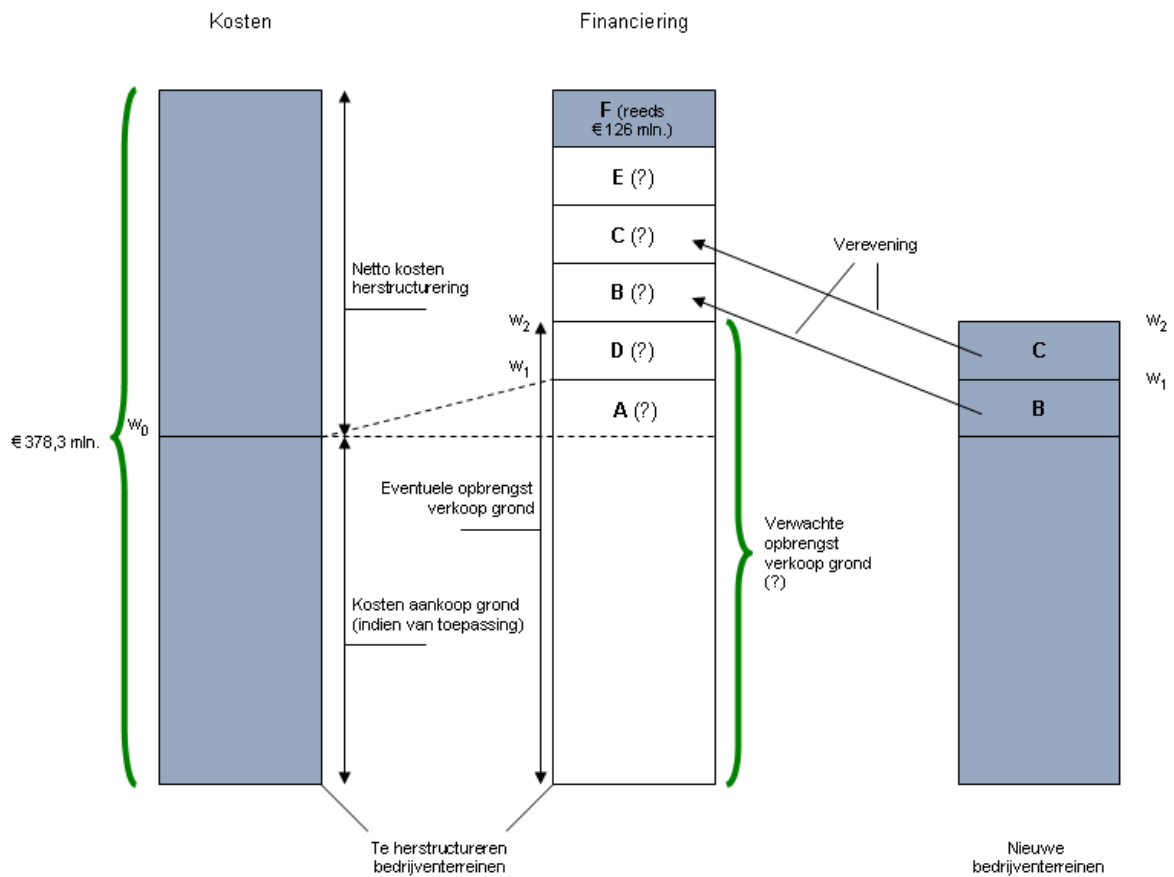 Kosten
Financiering
F (reeds
€ 126 mln.)
E (?)
C (?)
Verevening
Netto kosten
herstructurering
B (?)
W2
W2
D (?)
C
W1
W1
A (?)
B
W0
€ 378,3 mln.
Eventuele opbrengst
verkoop grond
Verwachte
opbrengst
verkoop grond
(?)
Kosten aankoop grond
(indien van toepassing)
Te herstructureren
bedrijventerreinen
Nieuwe
bedrijventerreinen